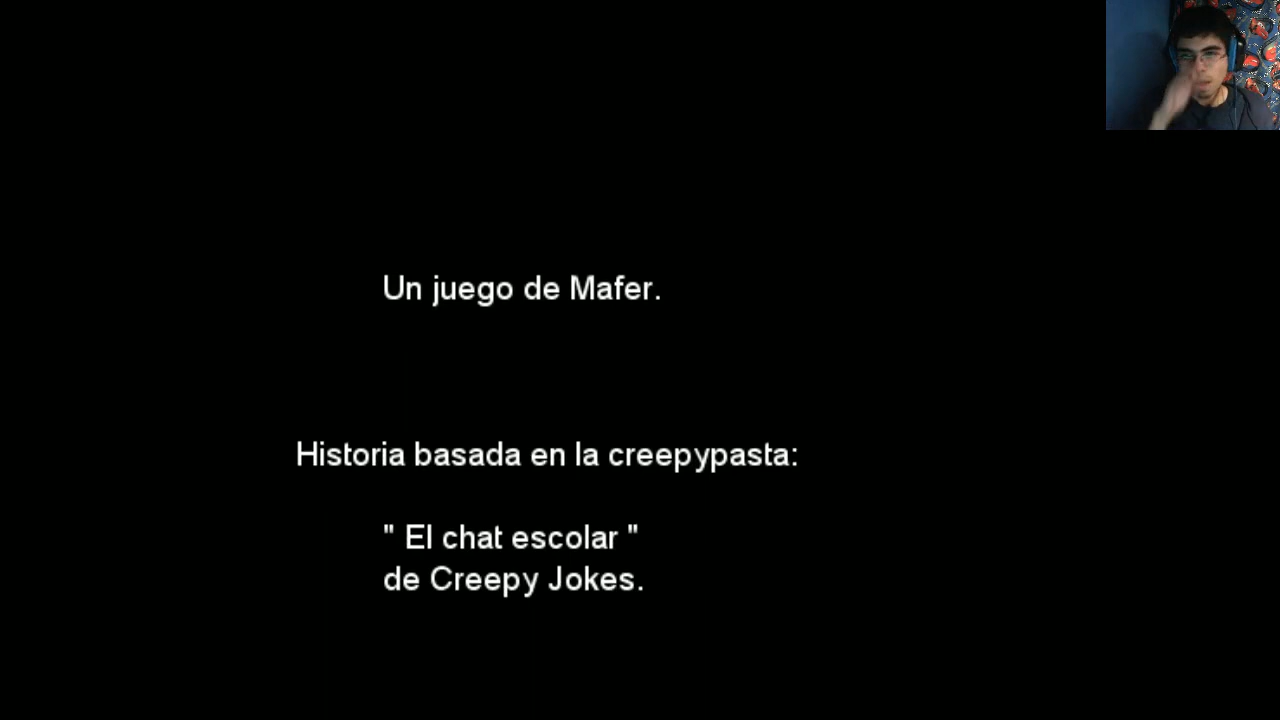 Un juego de Mafer.
Historia basada en la creepypasta:
" El chat escolar "
de Creepy Jokes.